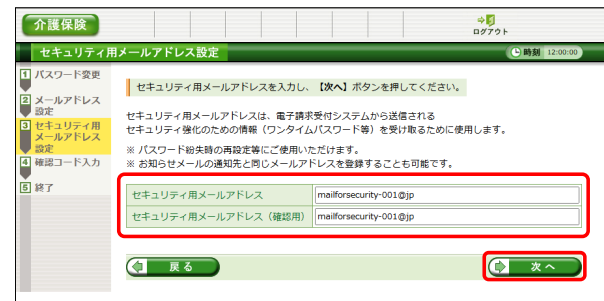 介護保険
ログアウト
セキュリティ用メールアドレス設定
時刻 12:00:00
1 パスワード変更
2 メールアドレス
設定
3 セキュリティ用
メールアドレス
設定
4 確認コード入力
5 終了
セキュリティ用メールアドレスを入力し、【次へ】ボタンを押してください。
セキュリティ用メールアドレスは、電子請求受付システムから送信される
セキュリティ強化のための情報（ワンタイムパスワード等）を受け取るために使用します。
※ パスワード紛失時の再設定等にご使用いただけます。
※ お知らせメールの通知先と同じメールアドレスを登録することも可能です。
セキュリティ用メールアドレス mailforsecurity-001@jp
セキュリティ用メールアドレス（確認用） mailforsecurity-001@jp
戻る
次へ